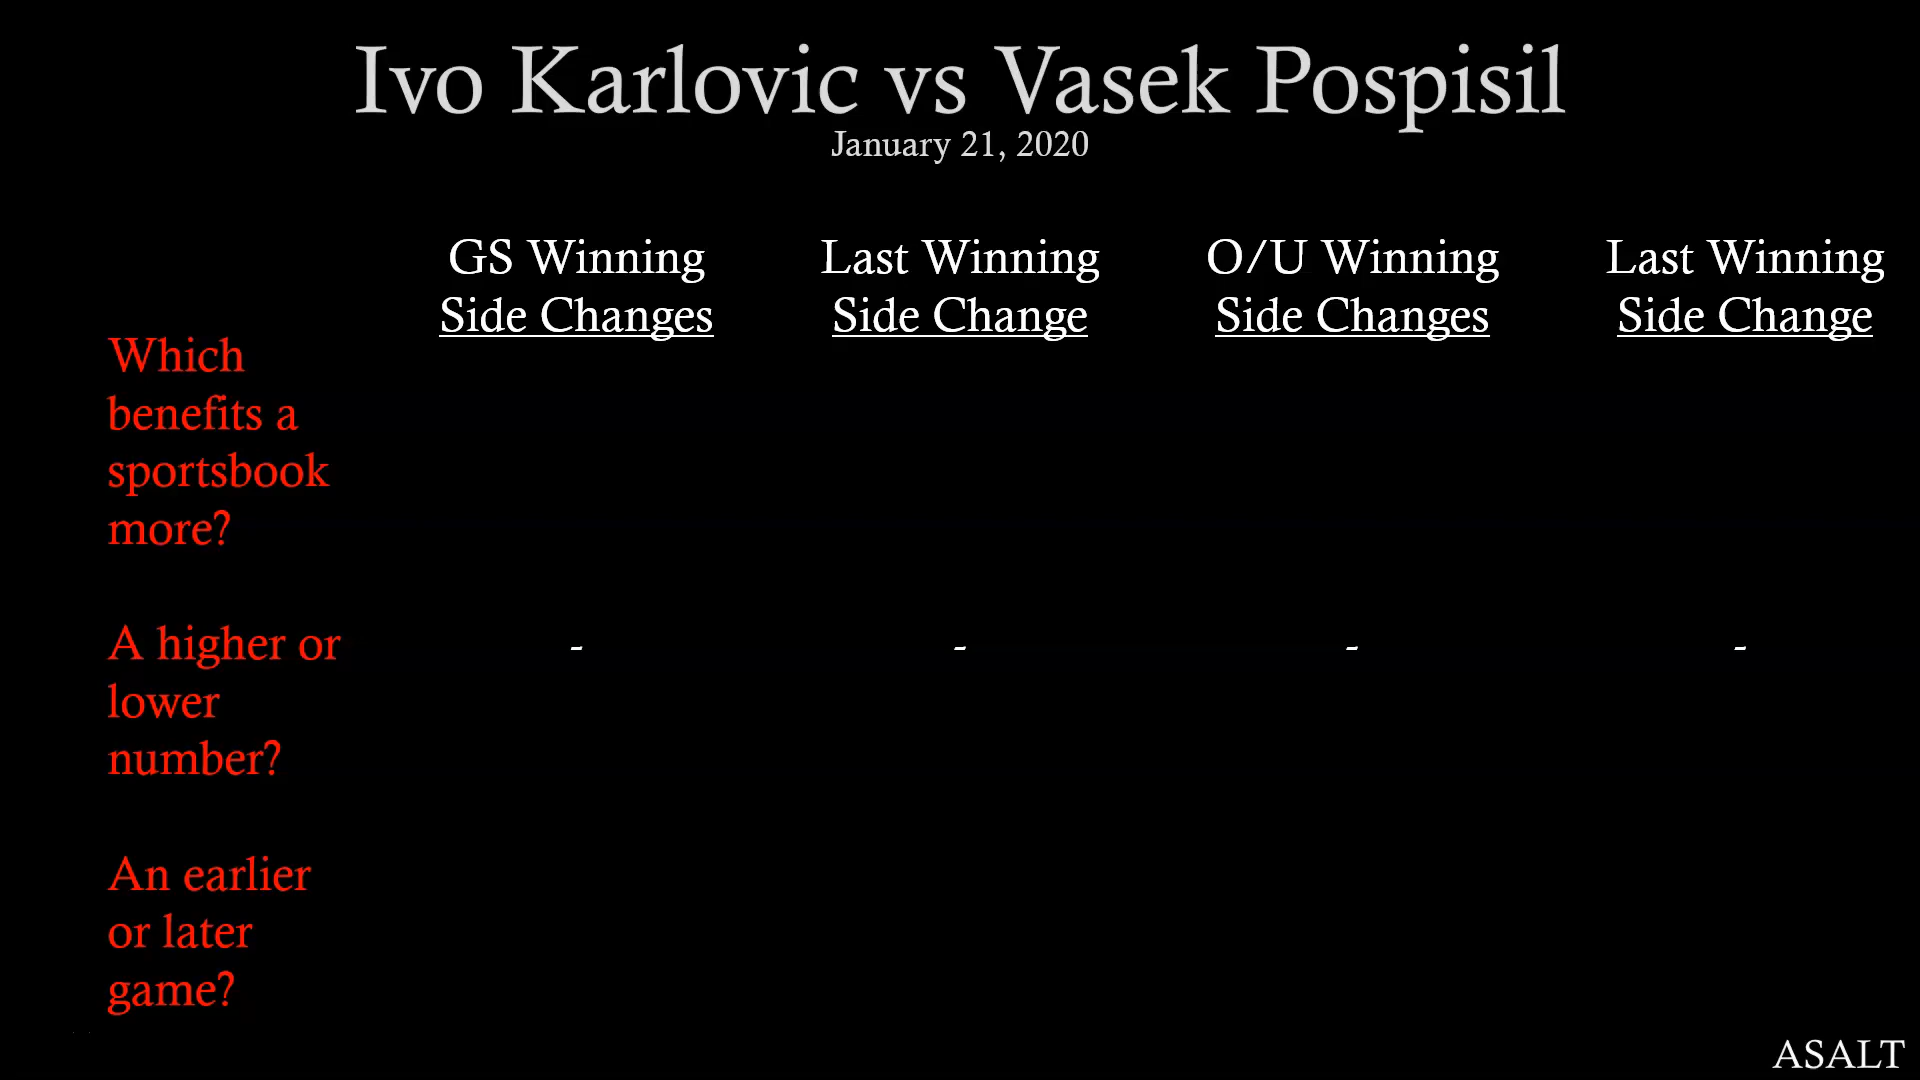 Ivo Karlovic vs Vasek Pospisil
January 21, 2020
GS Winning
Side Changes
Last Winning
Side Change
O/U Winning
Side Changes
Last Winning
Side Change
Which
benefits a
sportsbook
more?
A higher or
lower
number?
- - - -
An earlier
or later
game?
ASALT